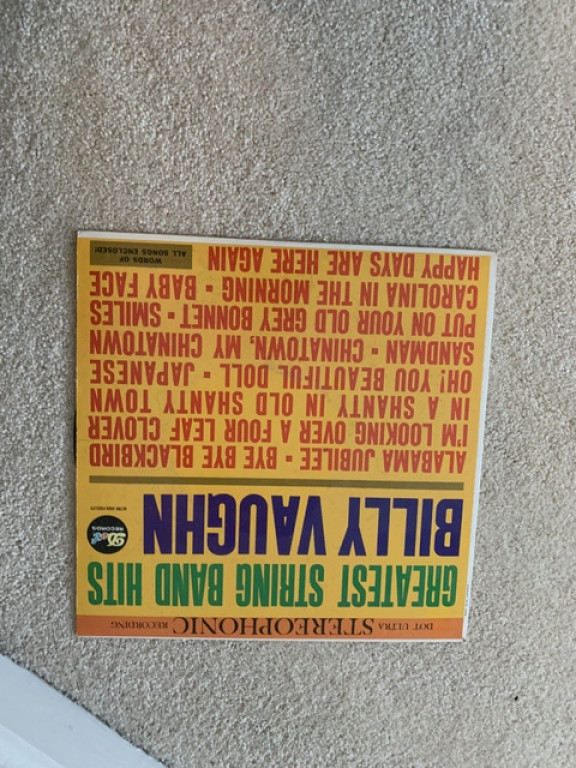 DOT ULTRA STEREOPHONIC RECORDING
GREATEST STRING BAND HITS
BILLY VAUGHN
Dot
RECORDS
ALABAMA JUBILEE • BYE BYE BLACKBIRD
I'M LOOKING OVER A FOUR LEAF CLOVER
IN A SHANTY IN OLD SHANTY TOWN
OH! YOU BEAUTIFUL DOLL • JAPANESE
SANDMAN • CHINATOWN, MY CHINATOWN
PUT ON YOUR OLD GREY BONNET • SMILES
CAROLINA IN THE MORNING • BABY FACE
HAPPY DAYS ARE HERE AGAIN
WORDS OF
ALL SONGS ENCLOSED!